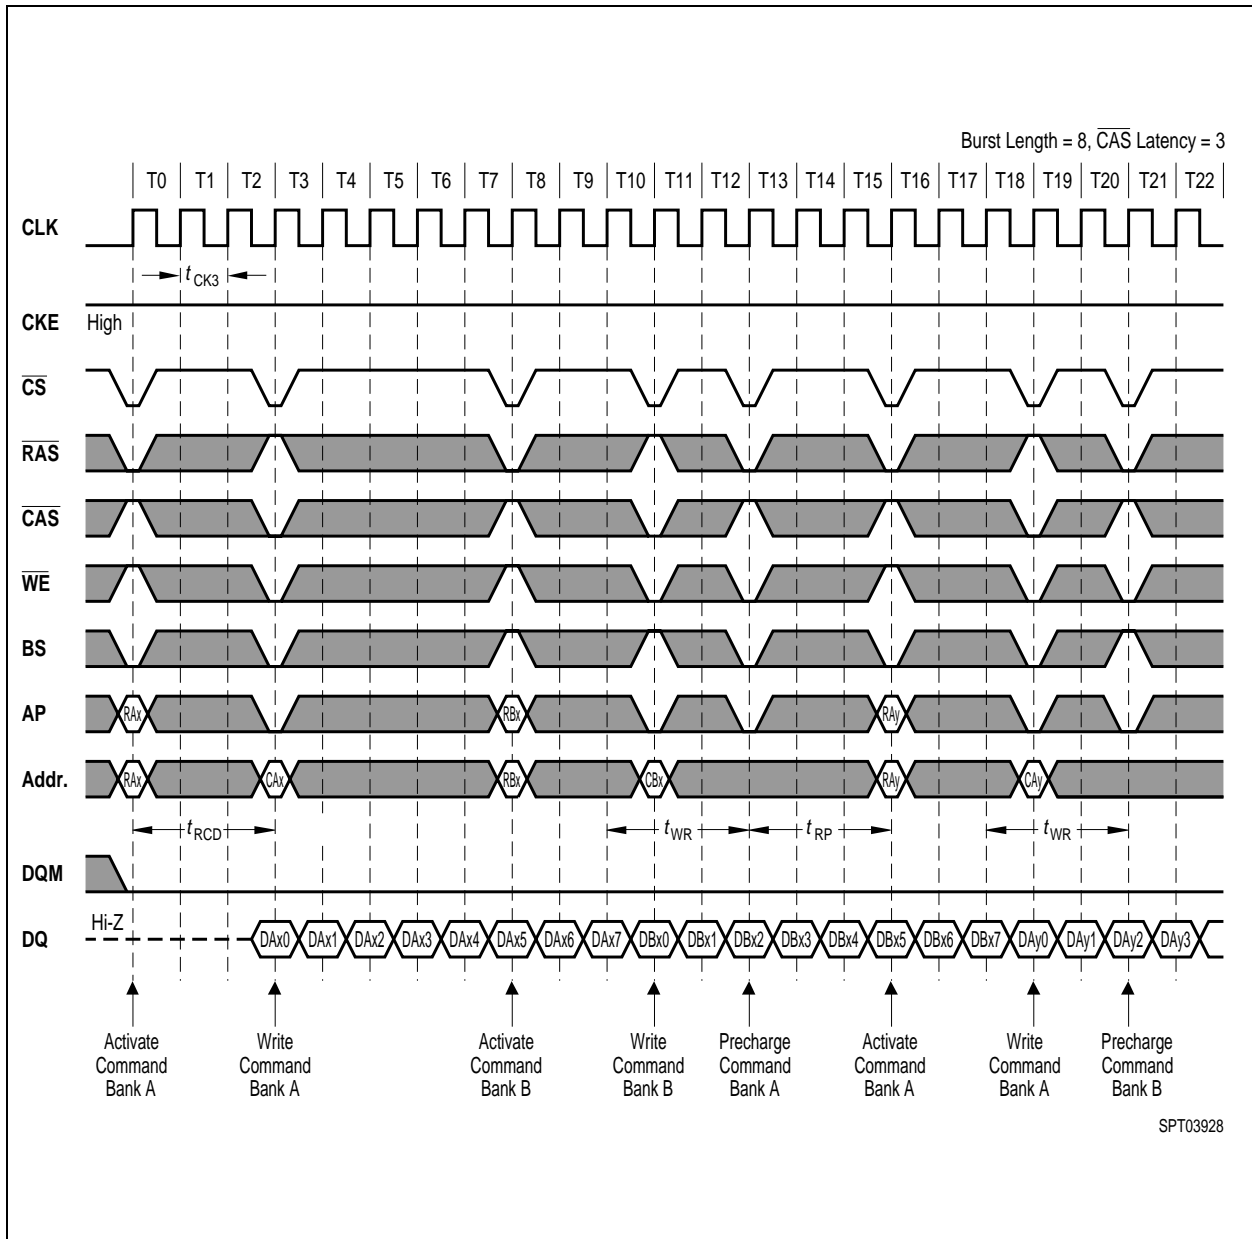 Burst Length = 8, CAS Latency = 3
T0 T1 T2 T3 T4 T5 T6 T7 T8 T9 T10 T11 T12 T13 T14 T15 T16 T17 T18 T19 T20 T21 T22
CLK
t CK3
CKE High
CS
RAS
CAS
WE
BS
AP RAx RBx RAy
Addr. RAx CAx RBx CBx RAy CAy
t RCD t WR t RP t WR
DQM
Hi-Z
DQ DAx0 DAx1 DAx2 DAx3 DAx4 DAx5 DAx6 DAx7 DBx0 DBx1 DBx2 DBx3 DBx4 DBx5 DBx6 DBx7 DAy0 DAy1 DAy2 DAy3
Activate Write Activate Write Precharge Activate Write Precharge
Command Command Command Command Command Command Command Command
Bank A Bank A Bank B Bank B Bank A Bank A Bank A Bank B
SPT03928